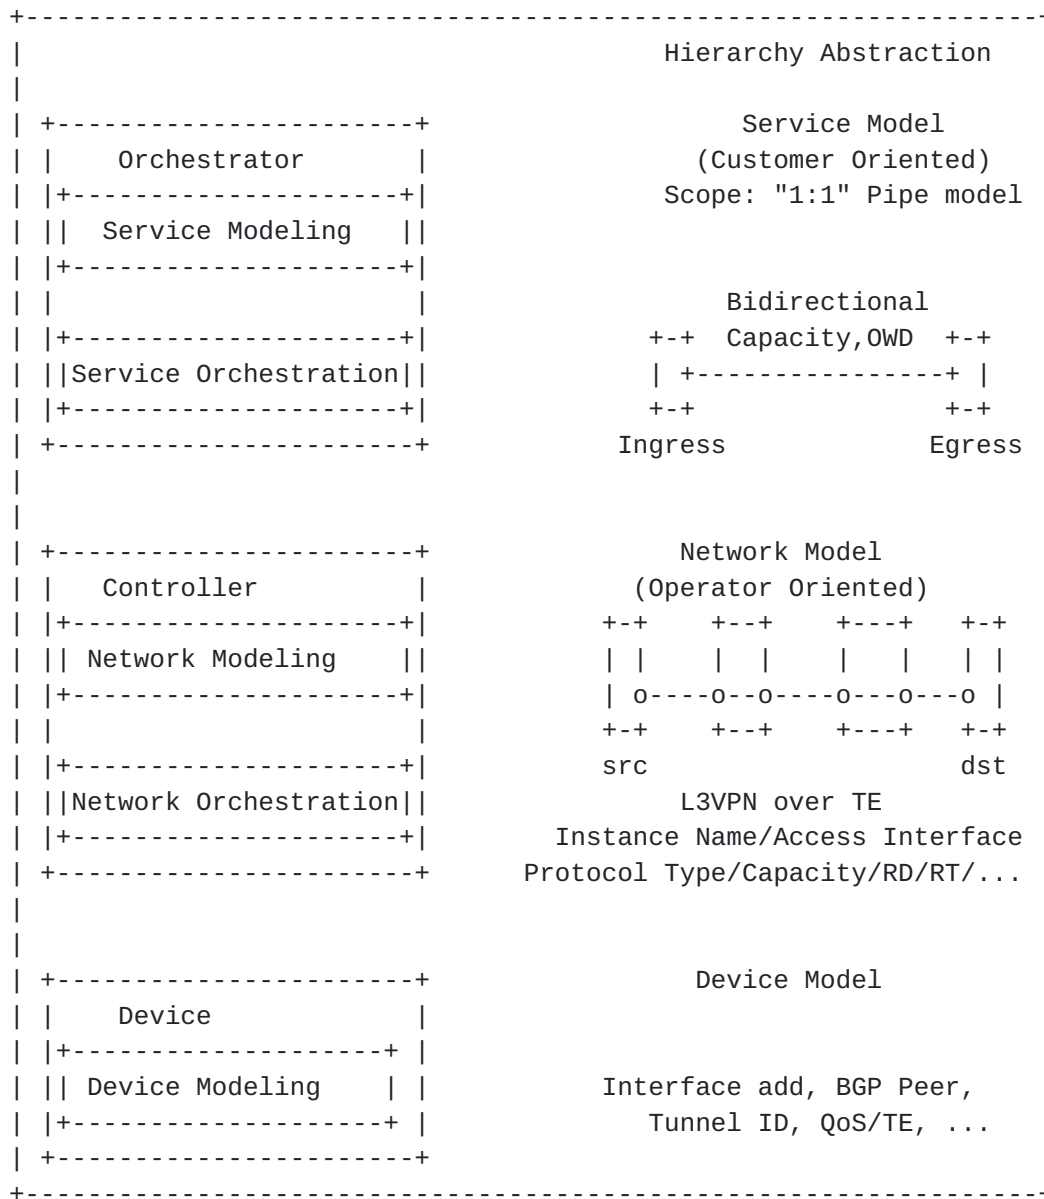 +-----------------------------------------------------------------+
|                                         Hierarchy Abstraction
|
| +-----------------------+                    Service Model
| |    Orchestrator       |                 (Customer Oriented)
| |+---------------------+|               Scope: "1:1" Pipe model
| ||  Service Modeling   ||
| |+---------------------+|
| |                       |                   Bidirectional
| |+---------------------+|              +-+  Capacity,OWD  +-+
| ||Service Orchestration||              | +----------------+ |
| |+---------------------+|              +-+                +-+
| +-----------------------+            Ingress             Egress
|
|
| +-----------------------+                Network Model
| |   Controller          |             (Operator Oriented)
| |+---------------------+|           +-+    +--+    +---+   +-+
| || Network Modeling    ||           | |    |  |    |   |   | |
| |+---------------------+|           | o----o--o----o---o---o |
| |                       |           +-+    +--+    +---+   +-+
| |+---------------------+|           src                    dst
| ||Network Orchestration||                L3VPN over TE
| |+---------------------+|        Instance Name/Access Interface
| +-----------------------+      Protocol Type/Capacity/RD/RT/...
|
|
| +-----------------------+                 Device Model
| |    Device             |
| |+--------------------+ |
| || Device Modeling    | |           Interface add, BGP Peer,
| |+--------------------+ |              Tunnel ID, QoS/TE, ...
| +-----------------------+
+-----------------------------------------------------------------+